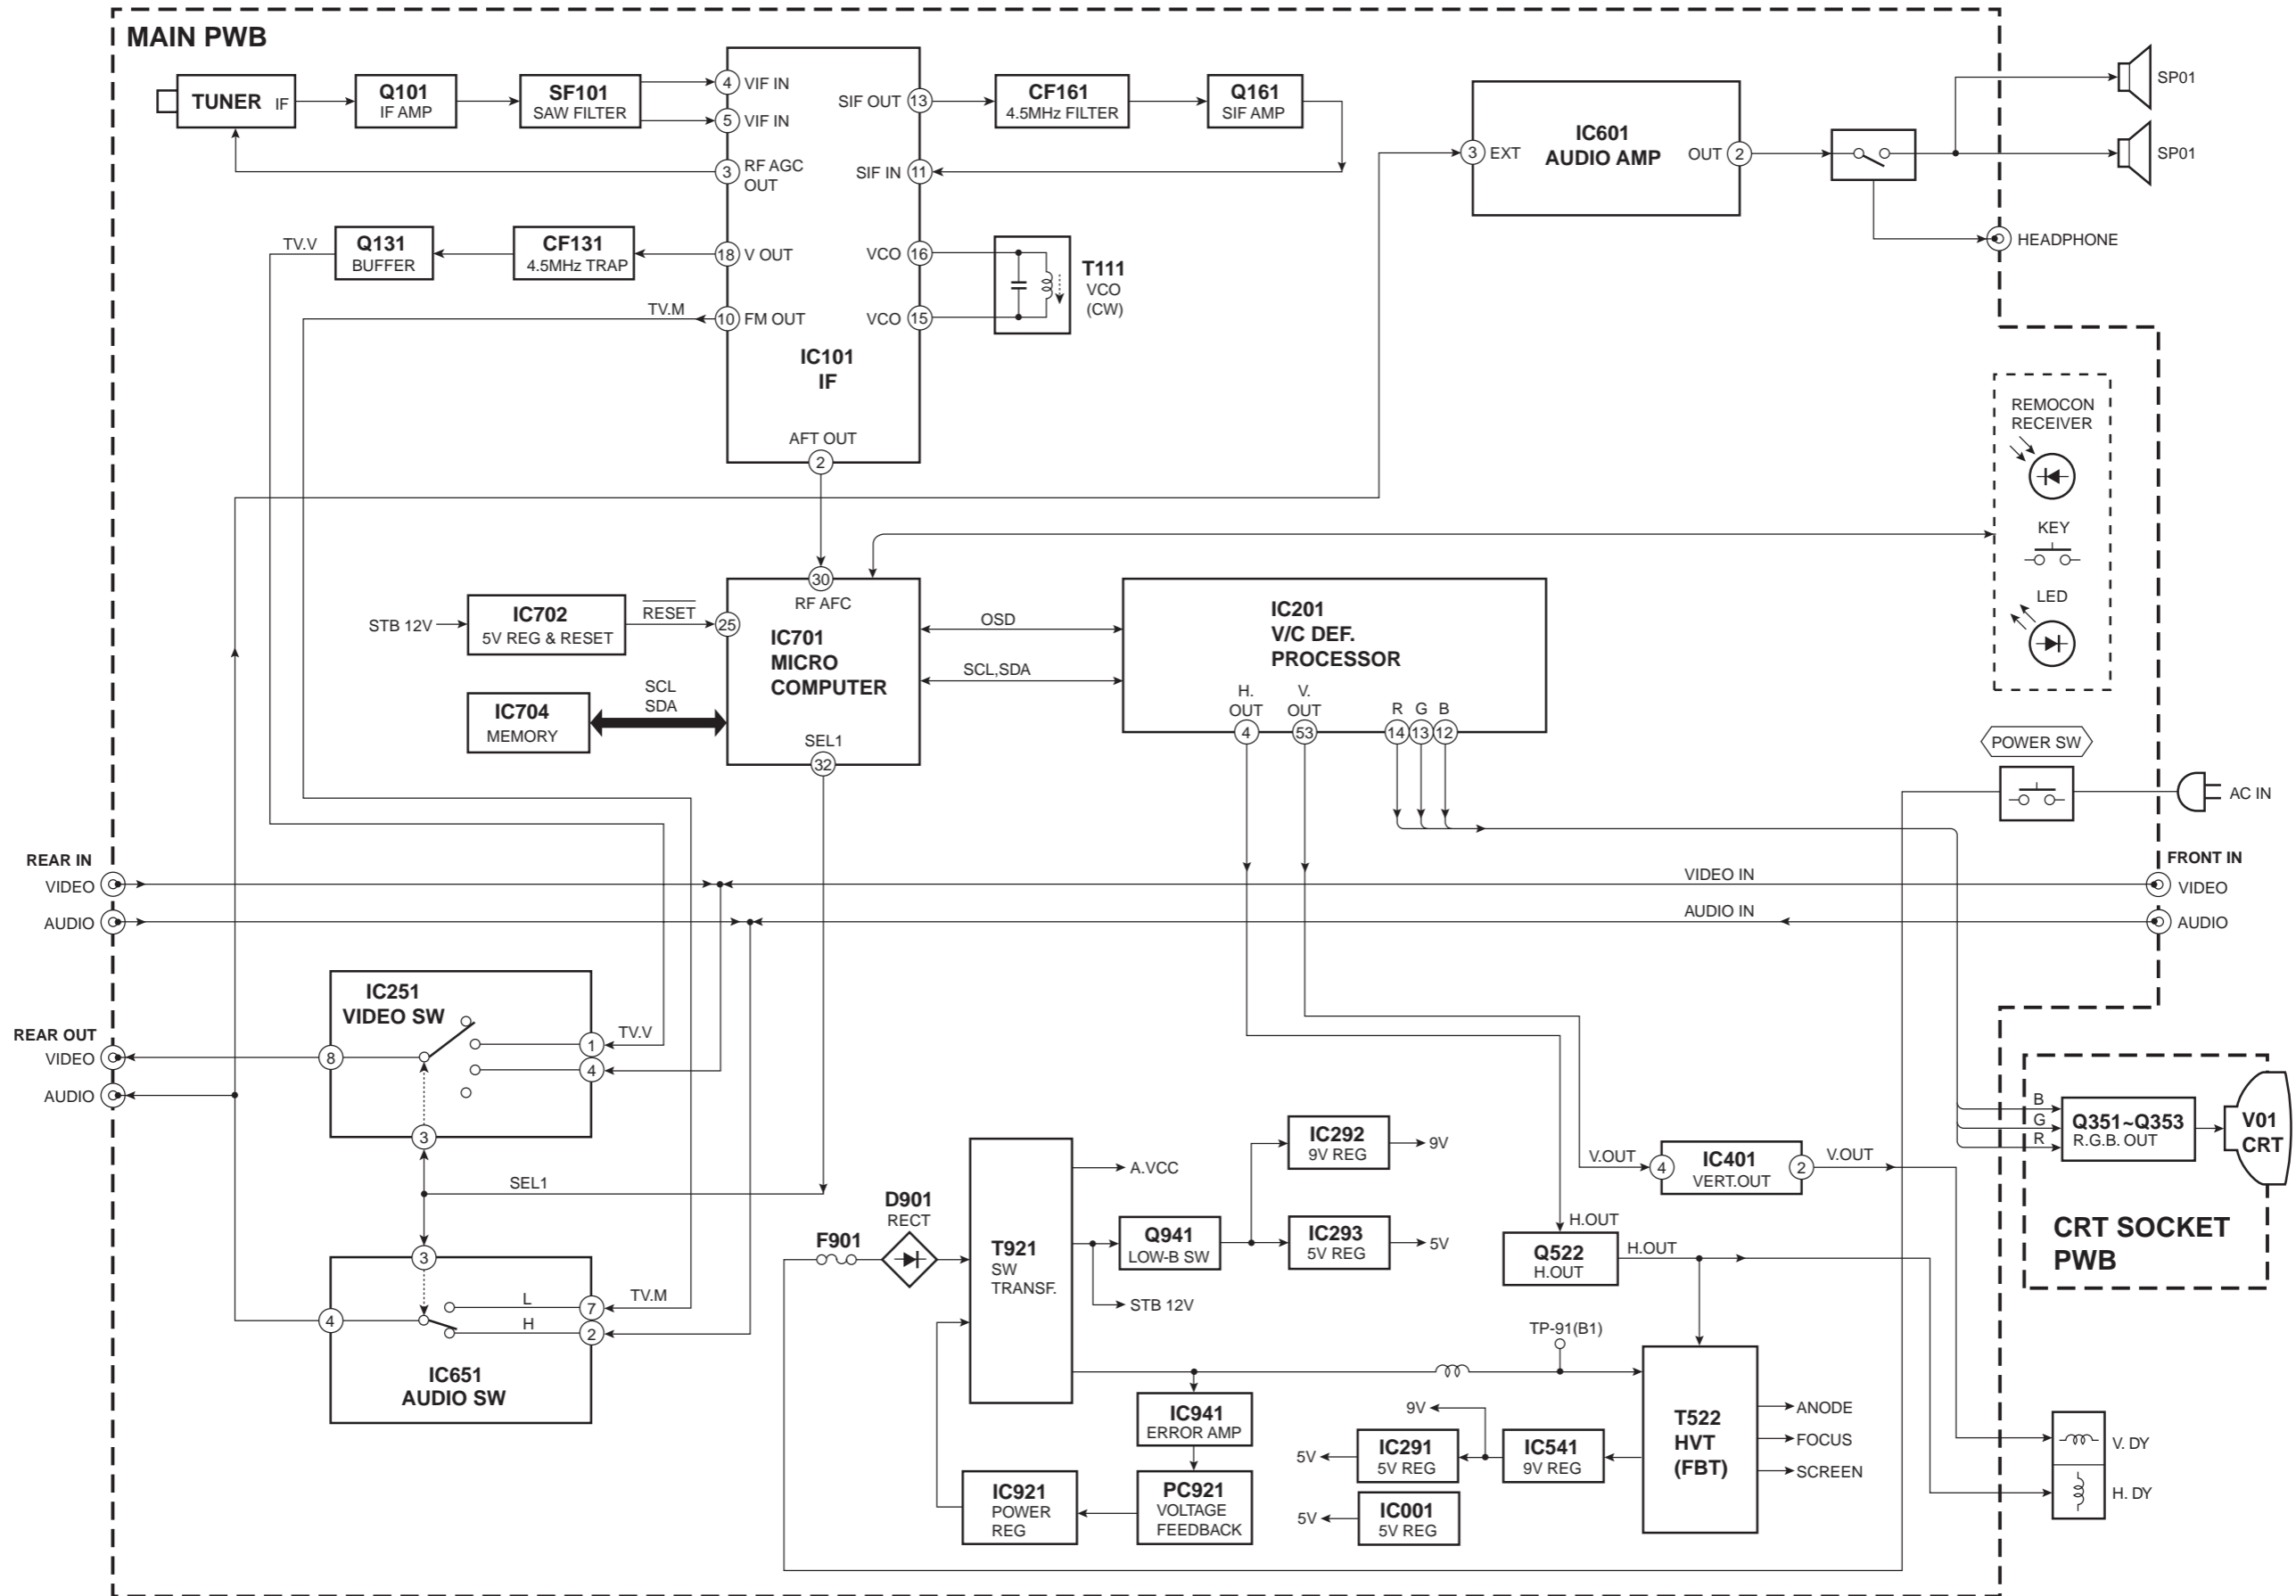 MAIN PWB
TUNER IF
Q101
IF AMP
SF101
SAW FILTER
4 VIF IN
5 VIF IN
3 RF AGC
OUT
SIF OUT 13
CF161
4.5MHz FILTER
Q161
SIF AMP
SIF IN 11
IC601
AUDIO AMP
3 EXT
OUT 2
SP01
SP01
HEADPHONE
TV.V
Q131
BUFFER
CF131
4.5MHz TRAP
18 V OUT
VCO 16
T111
VCO
(CW)
TV.M
10 FM OUT
VCO 15
IC101
IF
AFT OUT
2
REMOCON
RECEIVER
KEY
LED
30
RF AFC
STB 12V
IC702
5V REG & RESET
RESET
25
IC701
MICRO
COMPUTER
OSD
SCL,SDA
IC201
V/C DEF.
PROCESSOR
IC704
MEMORY
SCL
SDA
SEL1
32
H.
OUT
4
V.
OUT
53
R G B
14 13 12
POWER SW
AC IN
REAR IN
VIDEO
AUDIO
VIDEO IN
AUDIO IN
FRONT IN
VIDEO
AUDIO
IC251
VIDEO SW
REAR OUT
VIDEO
AUDIO
8
1
TV.V
4
3
SEL1
3
4
L
7
TV.M
H
2
IC651
AUDIO SW
F901
D901
RECT
T921
SW
TRANSF.
A.VCC
Q941
LOW-B SW
STB 12V
IC292
9V REG
9V
IC293
5V REG
5V
V.OUT
4
IC401
VERT.OUT
2
V.OUT
H.OUT
Q522
H.OUT
H.OUT
B
G
R
Q351~Q353
R.G.B. OUT
V01
CRT
CRT SOCKET
PWB
TP-91(B1)
IC941
ERROR AMP
PC921
VOLTAGE
FEEDBACK
IC921
POWER
REG
9V
5V
IC291
5V REG
IC541
9V REG
5V
IC001
5V REG
T522
HVT
(FBT)
ANODE
FOCUS
SCREEN
V. DY
H. DY